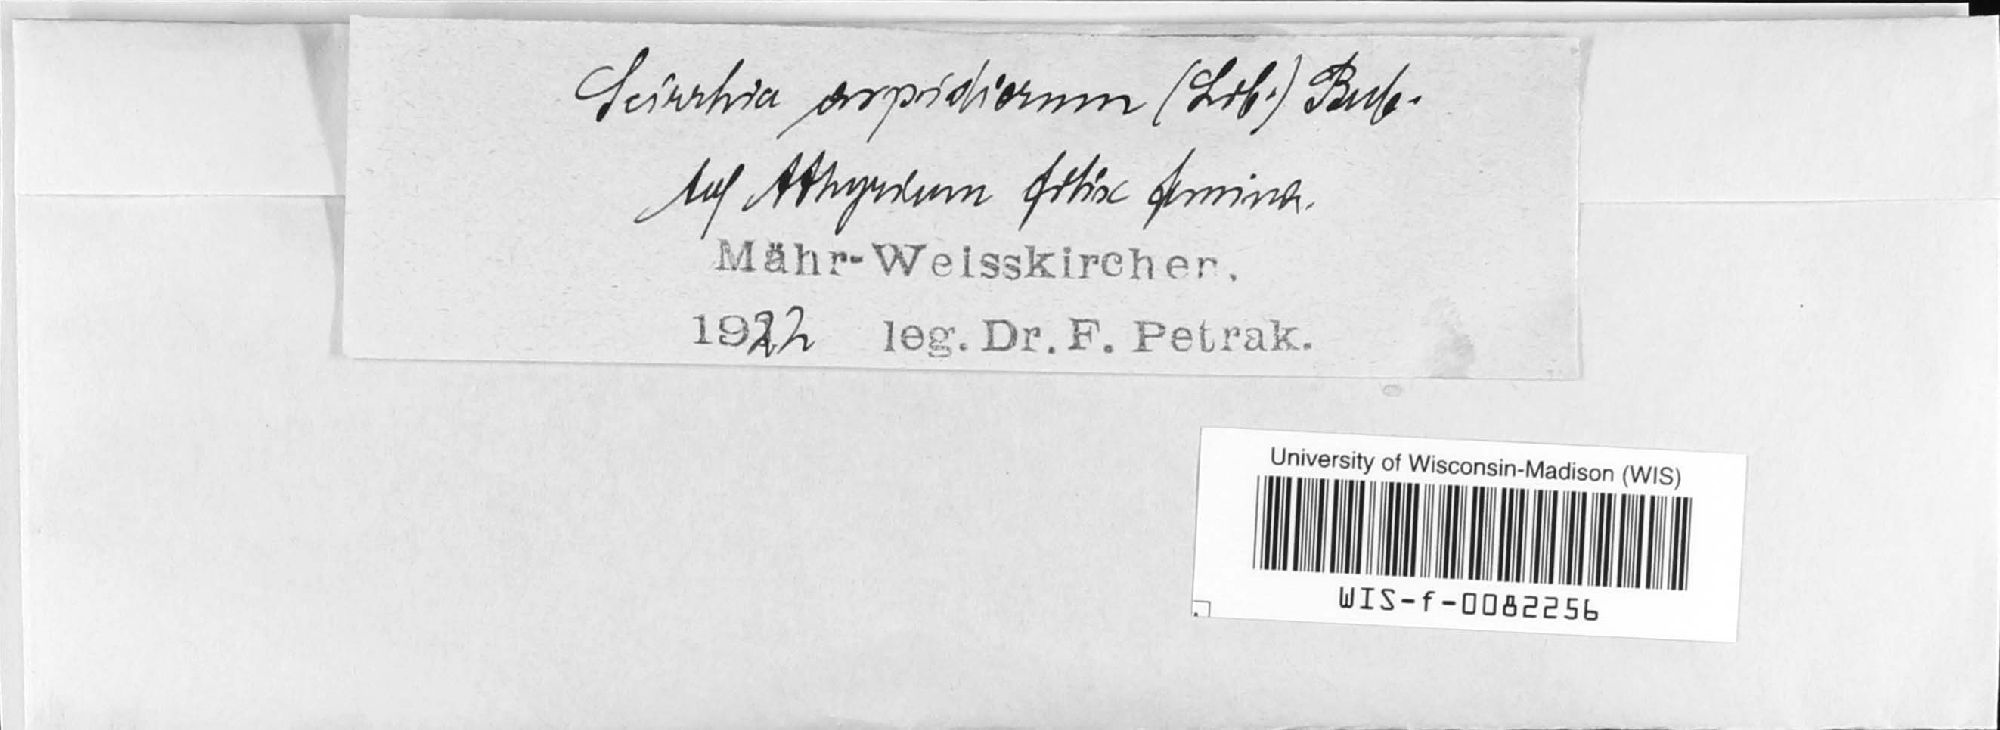 Scirrhia aspidiorum (Lib.) Bub.
Auf Athyrium filix femina.
Mähr-Weisskirchen.
1922 leg. Dr. F. Petrak.
University of Wisconsin-Madison (WIS)
WIS-f-0082256